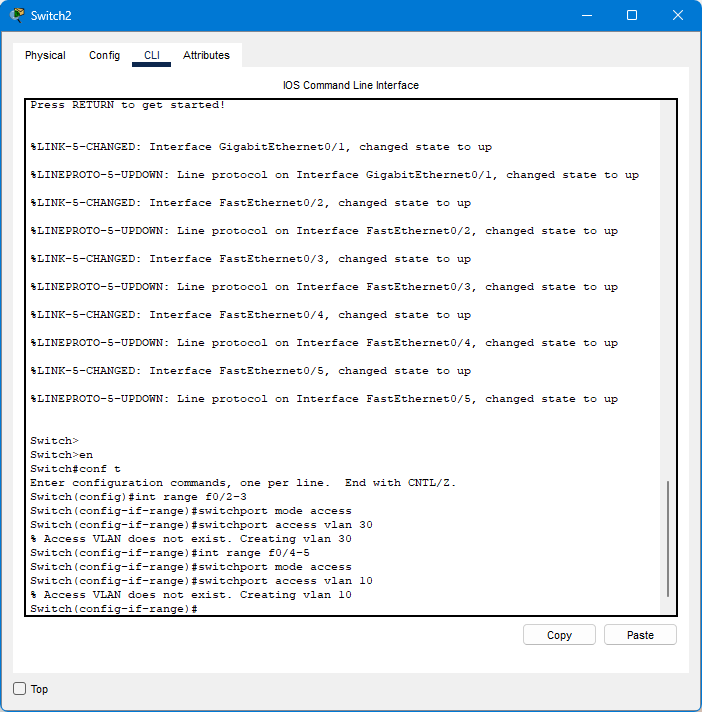 Switch2
Physical Config CLI Attributes
IOS Command Line Interface
Press RETURN to get started!
%LINK-5-CHANGED: Interface GigabitEthernet0/1, changed state to up
%LINEPROTO-5-UPDOWN: Line protocol on Interface GigabitEthernet0/1, changed state to up
%LINK-5-CHANGED: Interface FastEthernet0/2, changed state to up
%LINEPROTO-5-UPDOWN: Line protocol on Interface FastEthernet0/2, changed state to up
%LINK-5-CHANGED: Interface FastEthernet0/3, changed state to up
%LINEPROTO-5-UPDOWN: Line protocol on Interface FastEthernet0/3, changed state to up
%LINK-5-CHANGED: Interface FastEthernet0/4, changed state to up
%LINEPROTO-5-UPDOWN: Line protocol on Interface FastEthernet0/4, changed state to up
%LINK-5-CHANGED: Interface FastEthernet0/5, changed state to up
%LINEPROTO-5-UPDOWN: Line protocol on Interface FastEthernet0/5, changed state to up
Switch>
Switch>en
Switch#conf t
Enter configuration commands, one per line.  End with CNTL/Z.
Switch(config)#int range f0/2-3
Switch(config-if-range)#switchport mode access
Switch(config-if-range)#switchport access vlan 30
% Access VLAN does not exist. Creating vlan 30
Switch(config-if-range)#int range f0/4-5
Switch(config-if-range)#switchport mode access
Switch(config-if-range)#switchport access vlan 10
% Access VLAN does not exist. Creating vlan 10
Switch(config-if-range)#
Copy Paste
Top